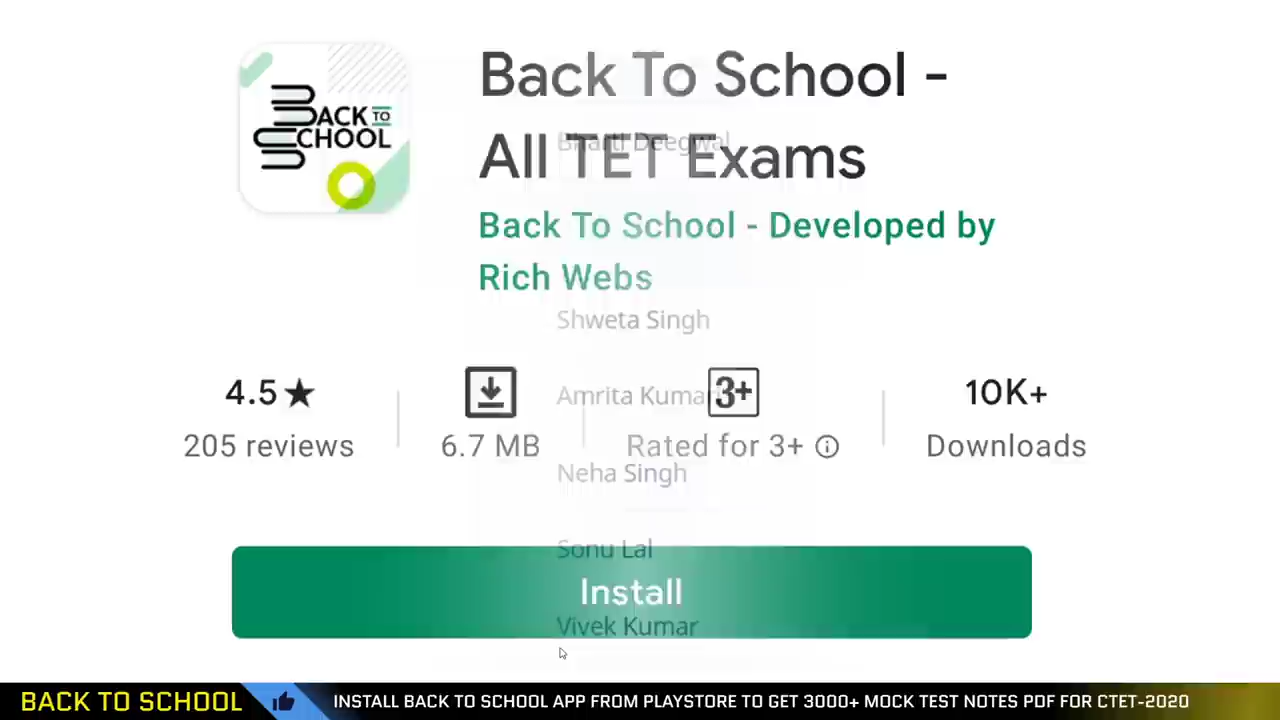 BACK TO
SCHOOL
Back To School -
All TET Exams
Bharti Deegwal
Back To School - Developed by
Rich Webs
Shweta Singh
4.5★
3+
10K+
Amrita Kumar
205 reviews
6.7 MB
Rated for 3+
Downloads
Neha Singh
Sonu Lal
Install
Vivek Kumar
BACK TO SCHOOL
INSTALL BACK TO SCHOOL APP FROM PLAYSTORE TO GET 3000+ MOCK TEST NOTES PDF FOR CTET-2020